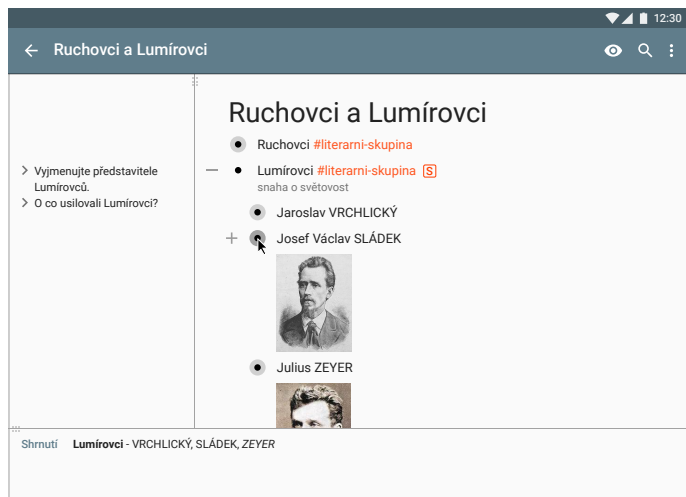 12:30
Ruchovci a Lumírovci
Ruchovci a Lumírovci
Ruchovci #literarni-skupina
Lumírovci #literarni-skupina S
snaha o světovost
Vyjmenujte představitele
Lumírovců.
O co usilovali Lumírovci?
Jaroslav VRCHLICKÝ
Josef Václav SLÁDEK
Julius ZEYER
Shrnutí Lumírovci - VRCHLICKÝ, SLÁDEK, ZEYER